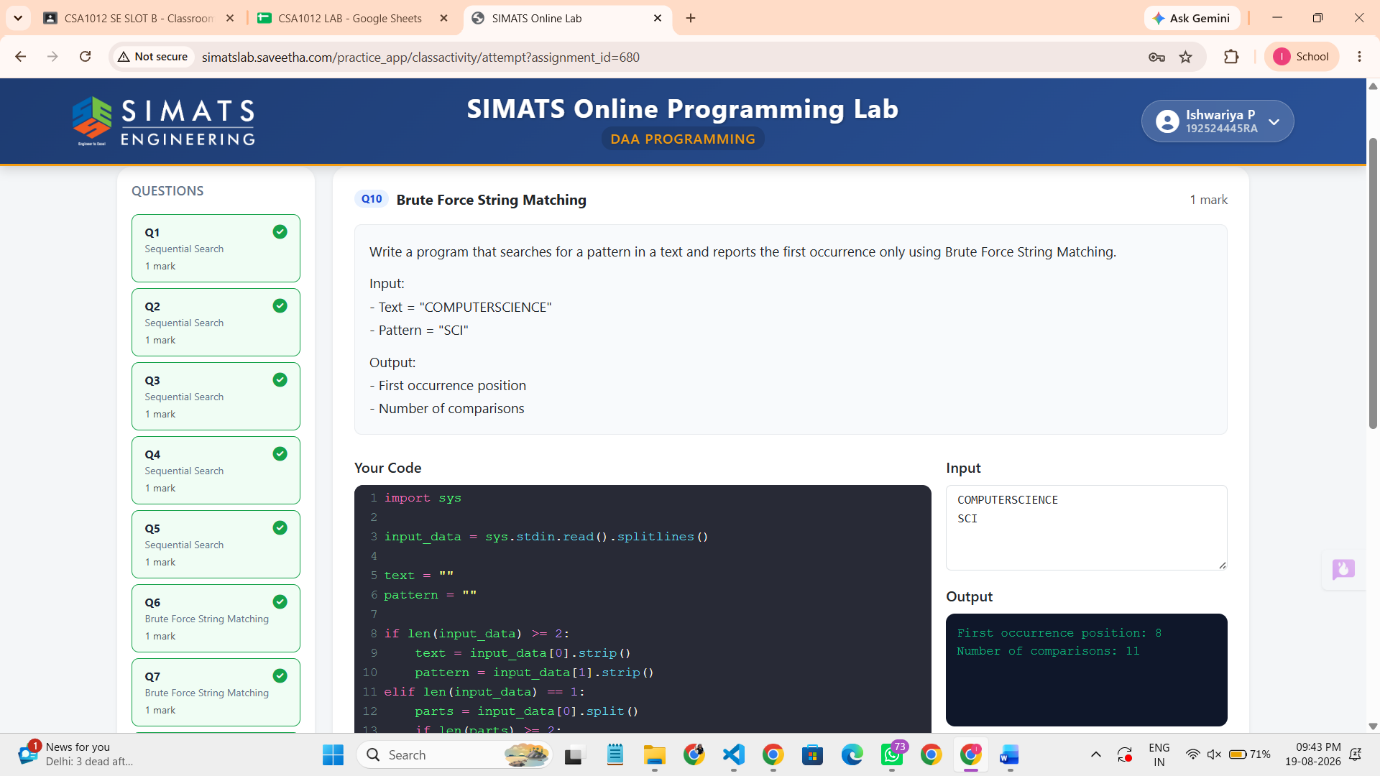 CSA1012 SE SLOT B - Classroom
CSA1012 LAB - Google Sheets
SIMATS Online Lab
Ask Gemini
Not secure
simatslab.saveetha.com/practice_app/classactivity/attempt?assignment_id=680
School
SIMATS
ENGINEERING
SIMATS Online Programming Lab
DAA PROGRAMMING
Ishwariya P
192524445RA
QUESTIONS
Q1
Sequential Search
1 mark
Q2
Sequential Search
1 mark
Q3
Sequential Search
1 mark
Q4
Sequential Search
1 mark
Q5
Sequential Search
1 mark
Q6
Brute Force String Matching
1 mark
Q7
Brute Force String Matching
1 mark
Q10 Brute Force String Matching 1 mark
Write a program that searches for a pattern in a text and reports the first occurrence only using Brute Force String Matching.
Input:
- Text = "COMPUTERSCIENCE"
- Pattern = "SCI"
Output:
- First occurrence position
- Number of comparisons
Your Code
1 import sys
2
3 input_data = sys.stdin.read().splitlines()
4
5 text = ""
6 pattern = ""
7
8 if len(input_data) >= 2:
9 text = input_data[0].strip()
10 pattern = input_data[1].strip()
11 elif len(input_data) == 1:
12 parts = input_data[0].split()
13 if len(parts) >= 2:
Input
COMPUTERSCIENCE
SCI
Output
First occurrence position: 8
Number of comparisons: 11
1
News for you
Delhi: 3 dead aft...
Search
73
ENG
IN
71%
09:43 PM
19-08-2026